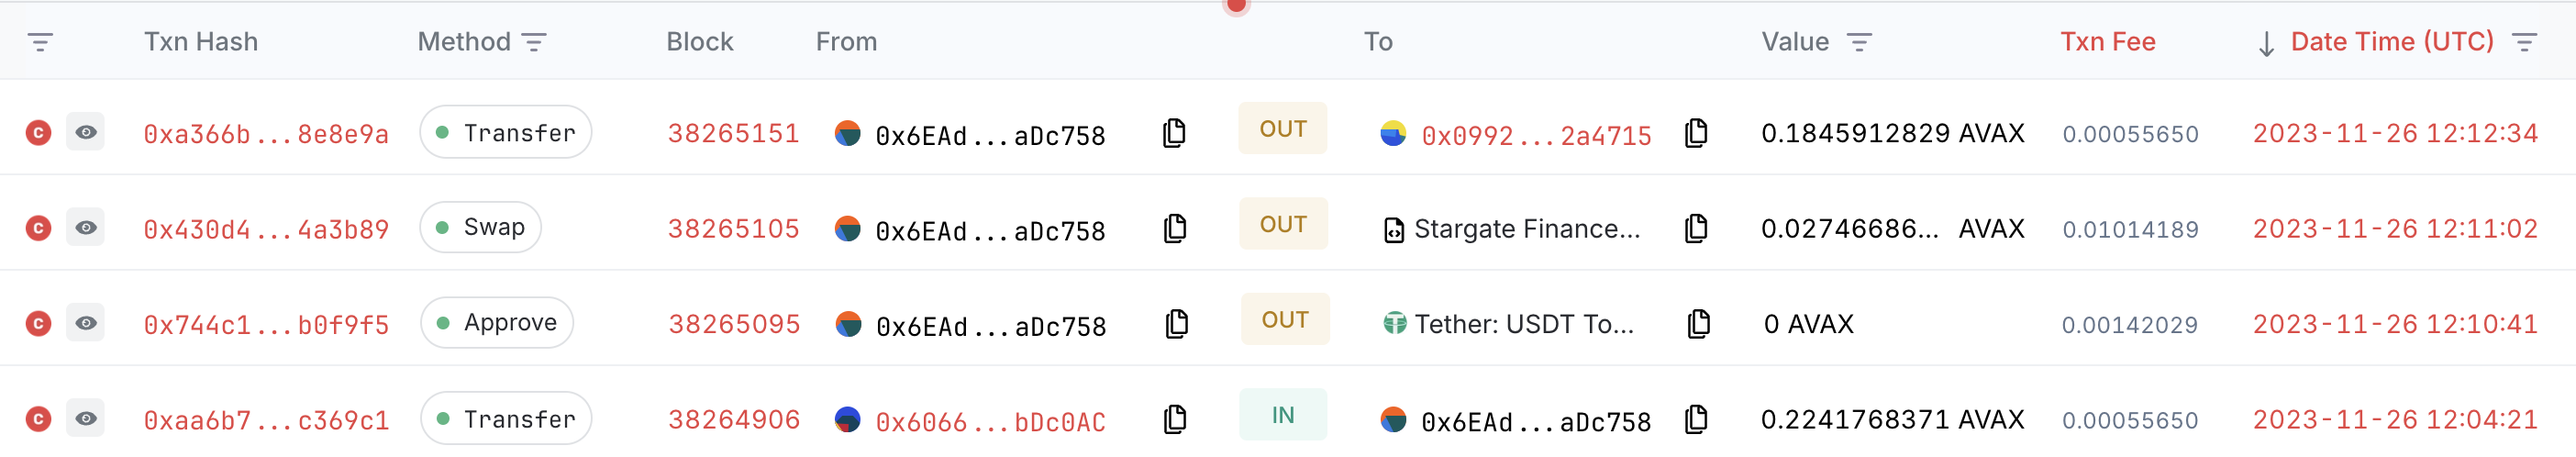 Txn Hash Method Block From To Value Txn Fee Date Time (UTC)
C 0xa366b...8e8e9a Transfer 38265151 0x6EAd...aDc758 OUT 0x0992...2a4715 0.1845912829 AVAX 0.00055650 2023-11-26 12:12:34
C 0x430d4...4a3b89 Swap 38265105 0x6EAd...aDc758 OUT Stargate Finance... 0.02746686... AVAX 0.01014189 2023-11-26 12:11:02
C 0x744c1...b0f9f5 Approve 38265095 0x6EAd...aDc758 OUT Tether: USDT To... 0 AVAX 0.00142029 2023-11-26 12:10:41
C 0xaa6b7...c369c1 Transfer 38264906 0x6066...bDc0AC IN 0x6EAd...aDc758 0.2241768371 AVAX 0.00055650 2023-11-26 12:04:21